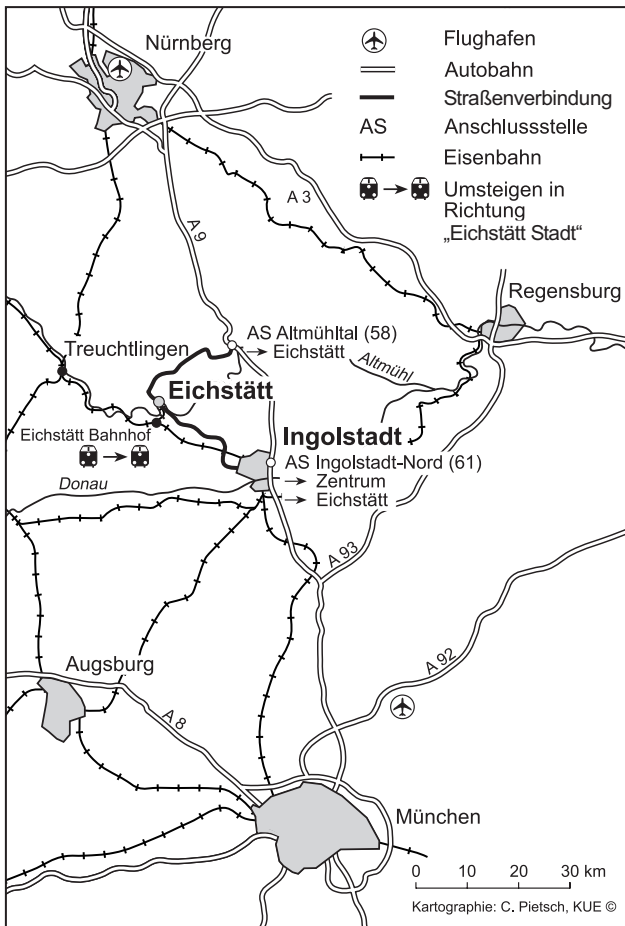 Nürnberg
Flughafen
Autobahn
Straßenverbindung
AS Anschlussstelle
Eisenbahn
Umsteigen in
Richtung
„Eichstätt Stadt“
A 3
A 9
Regensburg
AS Altmühltal (58)
→ Eichstätt
Treuchtlingen
Altmühl
Eichstätt
Eichstätt Bahnhof
Ingolstadt
AS Ingolstadt-Nord (61)
→ Zentrum
→ Eichstätt
Donau
A 93
A 92
Augsburg
A 8
München
0 10 20 30 km
Kartographie: C. Pietsch, KUE ©